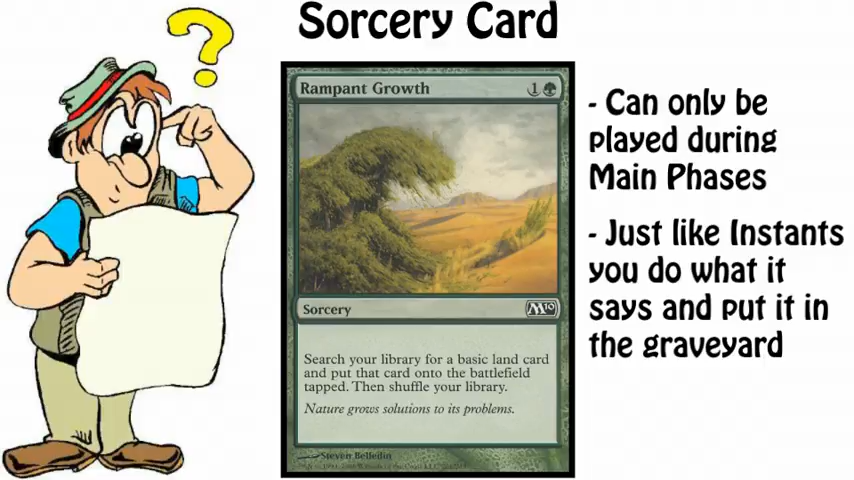 Sorcery Card
?
Rampant Growth 1
Sorcery M10
Search your library for a basic land card
and put that card onto the battlefield
tapped. Then shuffle your library.
Nature grows solutions to its problems.
Steven Belledin
- Can only be
played during
Main Phases
- Just like Instants
you do what it
says and put it in
the graveyard